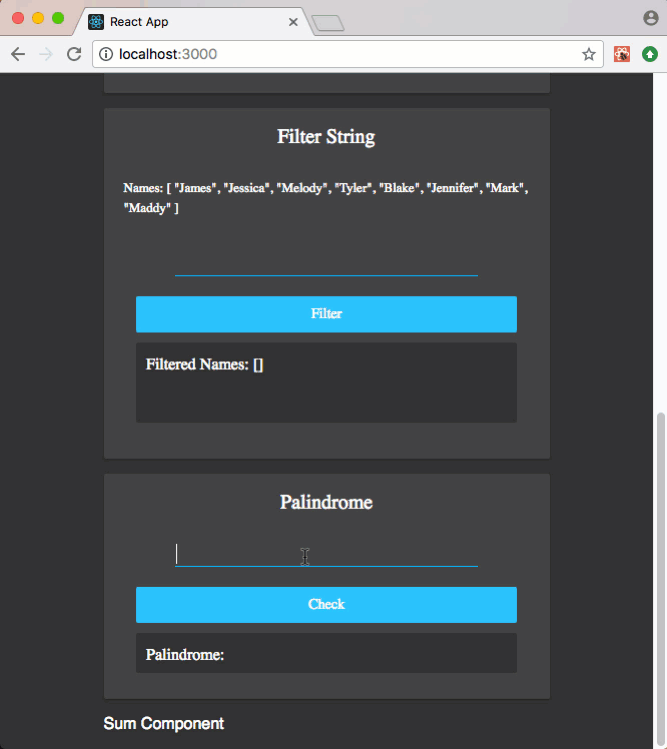 React App
localhost:3000
Filter String
Names: [ "James", "Jessica", "Melody", "Tyler", "Blake", "Jennifer", "Mark",
"Maddy" ]
Filter
Filtered Names: []
Palindrome
Check
Palindrome:
Sum Component